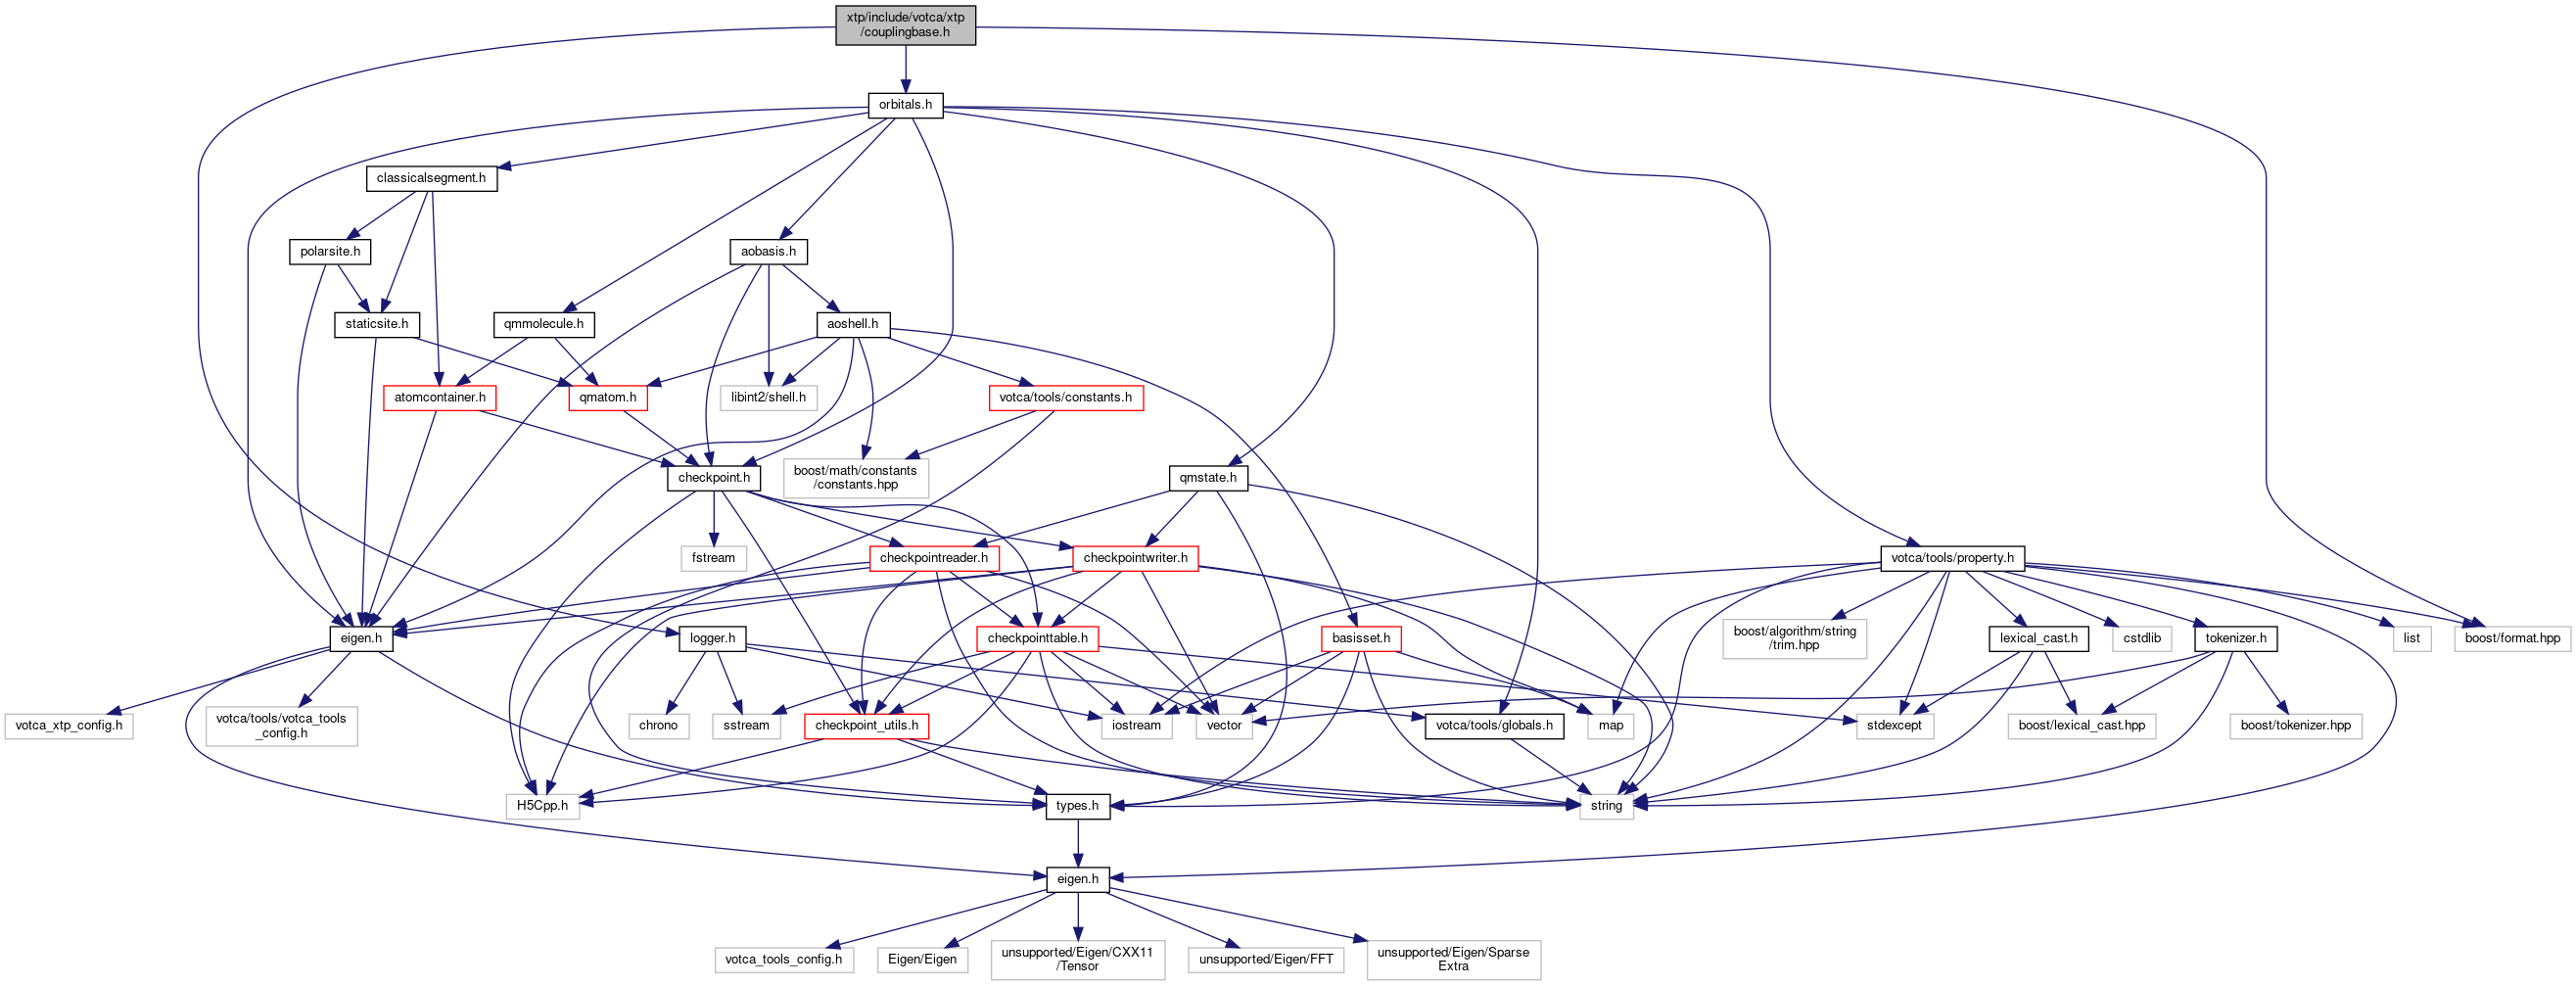 xtp/include/votca/xtp
/couplingbase.h
orbitals.h
classicalsegment.h
polarsite.h
aobasis.h
staticsite.h
qmmolecule.h
aoshell.h
atomcontainer.h
qmatom.h
libint2/shell.h
votca/tools/constants.h
checkpoint.h
boost/math/constants
/constants.hpp
qmstate.h
fstream
checkpointreader.h
checkpointwriter.h
votca/tools/property.h
eigen.h
logger.h
checkpointtable.h
basisset.h
boost/algorithm/string
/trim.hpp
lexical_cast.h
cstdlib
tokenizer.h
list
boost/format.hpp
votca_xtp_config.h
votca/tools/votca_tools
_config.h
chrono
sstream
checkpoint_utils.h
iostream
vector
votca/tools/globals.h
map
stdexcept
boost/lexical_cast.hpp
boost/tokenizer.hpp
H5Cpp.h
types.h
string
eigen.h
votca_tools_config.h
Eigen/Eigen
unsupported/Eigen/CXX11
/Tensor
unsupported/Eigen/FFT
unsupported/Eigen/Sparse
Extra